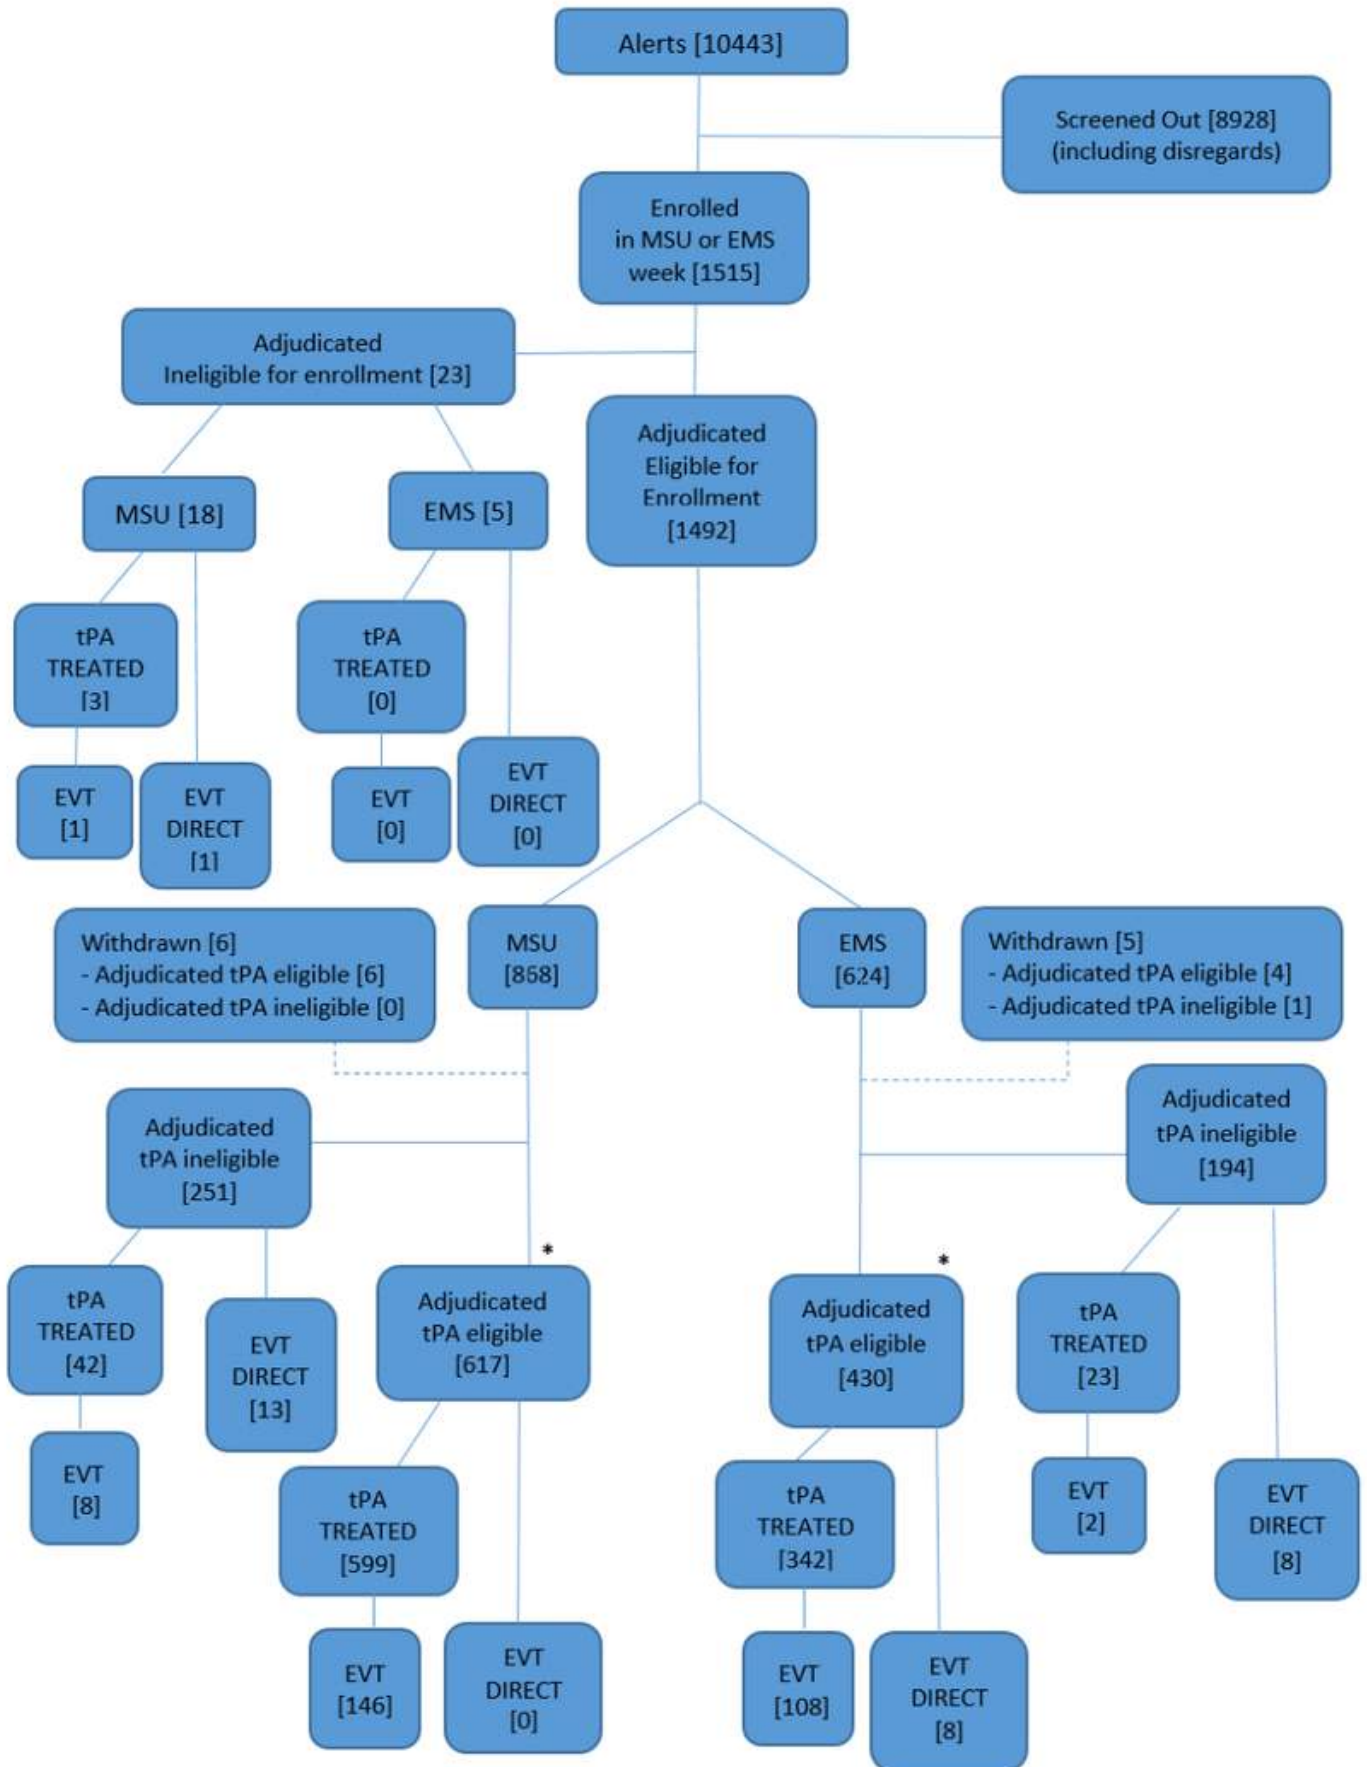 Alerts [10443]
Screened Out [8928]
(including disregards)
Enrolled
in MSU or EMS
week [1515]
Adjudicated
Ineligible for enrollment [23]
Adjudicated
Eligible for
Enrollment
[1492]
MSU [18]
EMS [5]
tPA
TREATED
[3]
tPA
TREATED
[0]
EVT
[1]
EVT
DIRECT
[1]
EVT
[0]
EVT
DIRECT
[0]
Withdrawn [6]
- Adjudicated tPA eligible [6]
- Adjudicated tPA ineligible [0]
MSU
[868]
EMS
[624]
Withdrawn [5]
- Adjudicated tPA eligible [4]
- Adjudicated tPA ineligible [1]
Adjudicated
tPA ineligible
[251]
Adjudicated
tPA ineligible
[194]
tPA
TREATED
[42]
EVT
DIRECT
[13]
*
Adjudicated
tPA eligible
[617]
*
Adjudicated
tPA eligible
[430]
tPA
TREATED
[23]
EVT
[8]
tPA
TREATED
[599]
tPA
TREATED
[342]
EVT
[2]
EVT
DIRECT
[8]
EVT
[146]
EVT
DIRECT
[0]
EVT
[108]
EVT
DIRECT
[8]